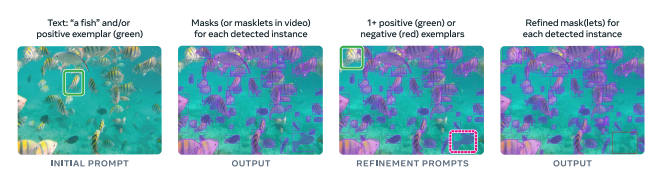 Text: “a fish” and/or
positive exemplar (green)
Masks (or masklets in video)
for each detected instance
1+ positive (green) or
negative (red) exemplars
Refined mask(lets) for
each detected instance
INITIAL PROMPT
OUTPUT
REFINEMENT PROMPTS
OUTPUT